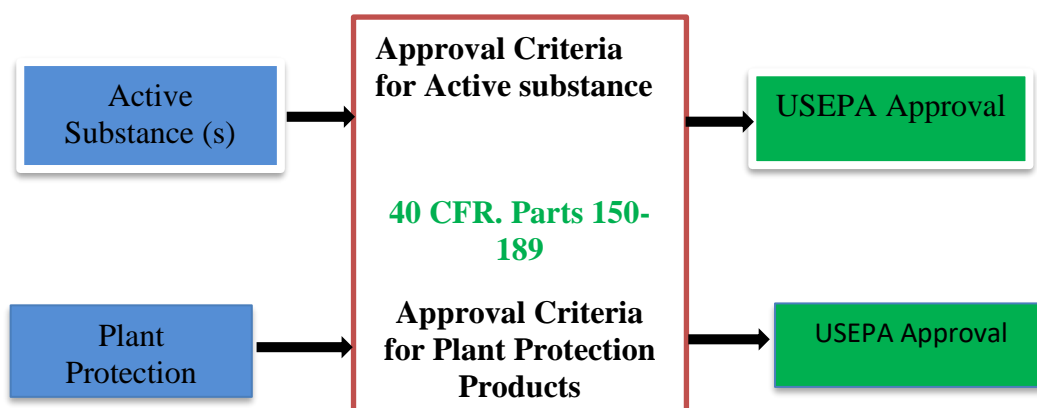 Active
Substance (s)
Approval Criteria
for Active substance
USEPA Approval
40 CFR. Parts 150-
189
Plant
Protection
Approval Criteria
for Plant Protection
Products
USEPA Approval